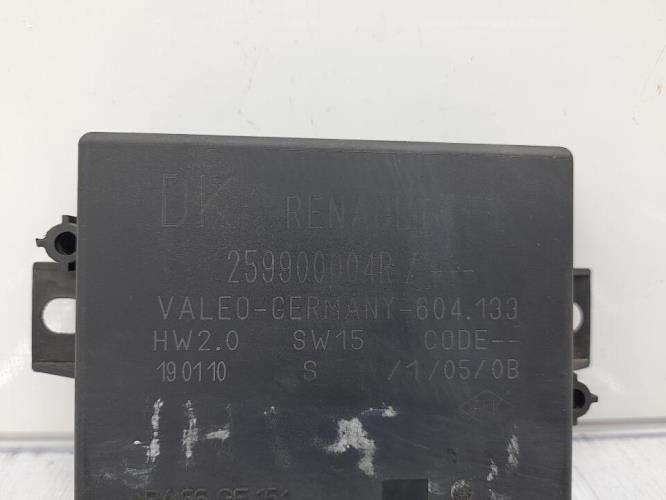 DK RENAULT
259900004R / ---
VALEO-GERMANY-604.133
HW2.0 SW15 CODE--
190110 S /1/05/0B